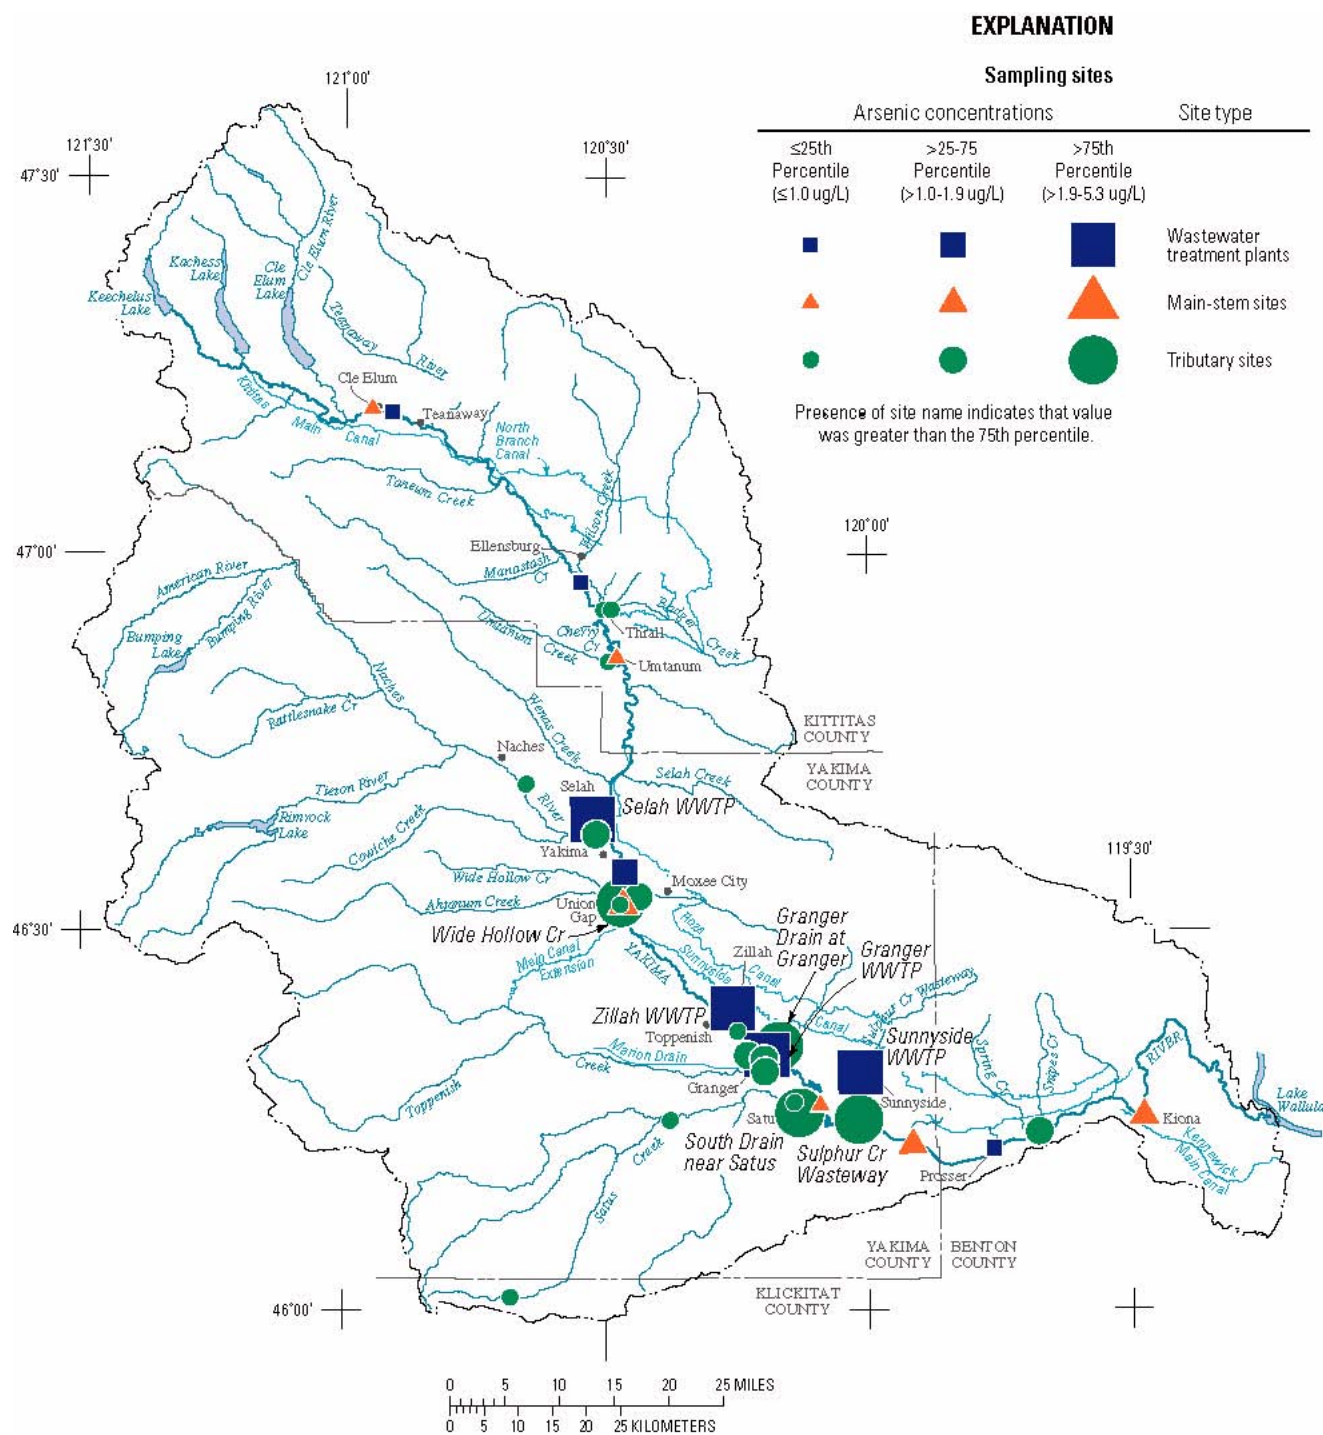 EXPLANATION
Sampling sites
Arsenic concentrations Site type
≤25th
Percentile
(≤1.0 ug/L)
>25-75
Percentile
(>1.0-1.9 ug/L)
>75th
Percentile
(>1.9-5.3 ug/L)
Wastewater
treatment plants
Main-stem sites
Tributary sites
Presence of site name indicates that value
was greater than the 75th percentile.
121°00'
121°30'
47°30'
120°30'
Cle Elum River
Kachess
Lake
Cle
Elum
Lake
Keechelus
Lake
Teanaway
River
Cle Elum
Kittitas
Main
Canal
Teanaway
North
Branch
Canal
Taneum Creek
Wilson Creek
120°00'
47°00'
Ellensburg
Manastash
Cr
American River
Bumping River
Bumping
Lake
Umtanum
Creek
Cherry
Cr
Thrall
Badger
Creek
Umtanum
Naches
Rattlesnake Cr
Wenas Creek
KITTITAS
COUNTY
YAKIMA
COUNTY
Naches
Selah Creek
Tieton River
Selah
River
Selah WWTP
Rimrock
Lake
Cowiche Creek
Yakima
119°30'
Wide Hollow Cr
Moxee City
Ahtanum Creek
Union
Gap
46°30'
Wide Hollow Cr
Roza
Canal
Granger
Drain at
Granger
Granger
WWTP
Main Canal
Extension
YAKIMA
Sunnyside
Canal
Zillah
Sulphur Cr Wasteway
Zillah WWTP
Toppenish
Sunnyside
WWTP
Marion Drain
Creek
Toppenish
Granger
Spring Cr
Snipes Cr
RIVER
Sunnyside
Lake
Wallula
Kiona
Kennewick
Main Canal
Satus
South Drain
near Satus
Sulphur Cr
Wasteway
Prosser
Creek
Satus
YAKIMA
COUNTY
BENTON
COUNTY
KLICKITAT
COUNTY
46°00'
0 5 10 15 20 25 MILES
0 5 10 15 20 25 KILOMETERS